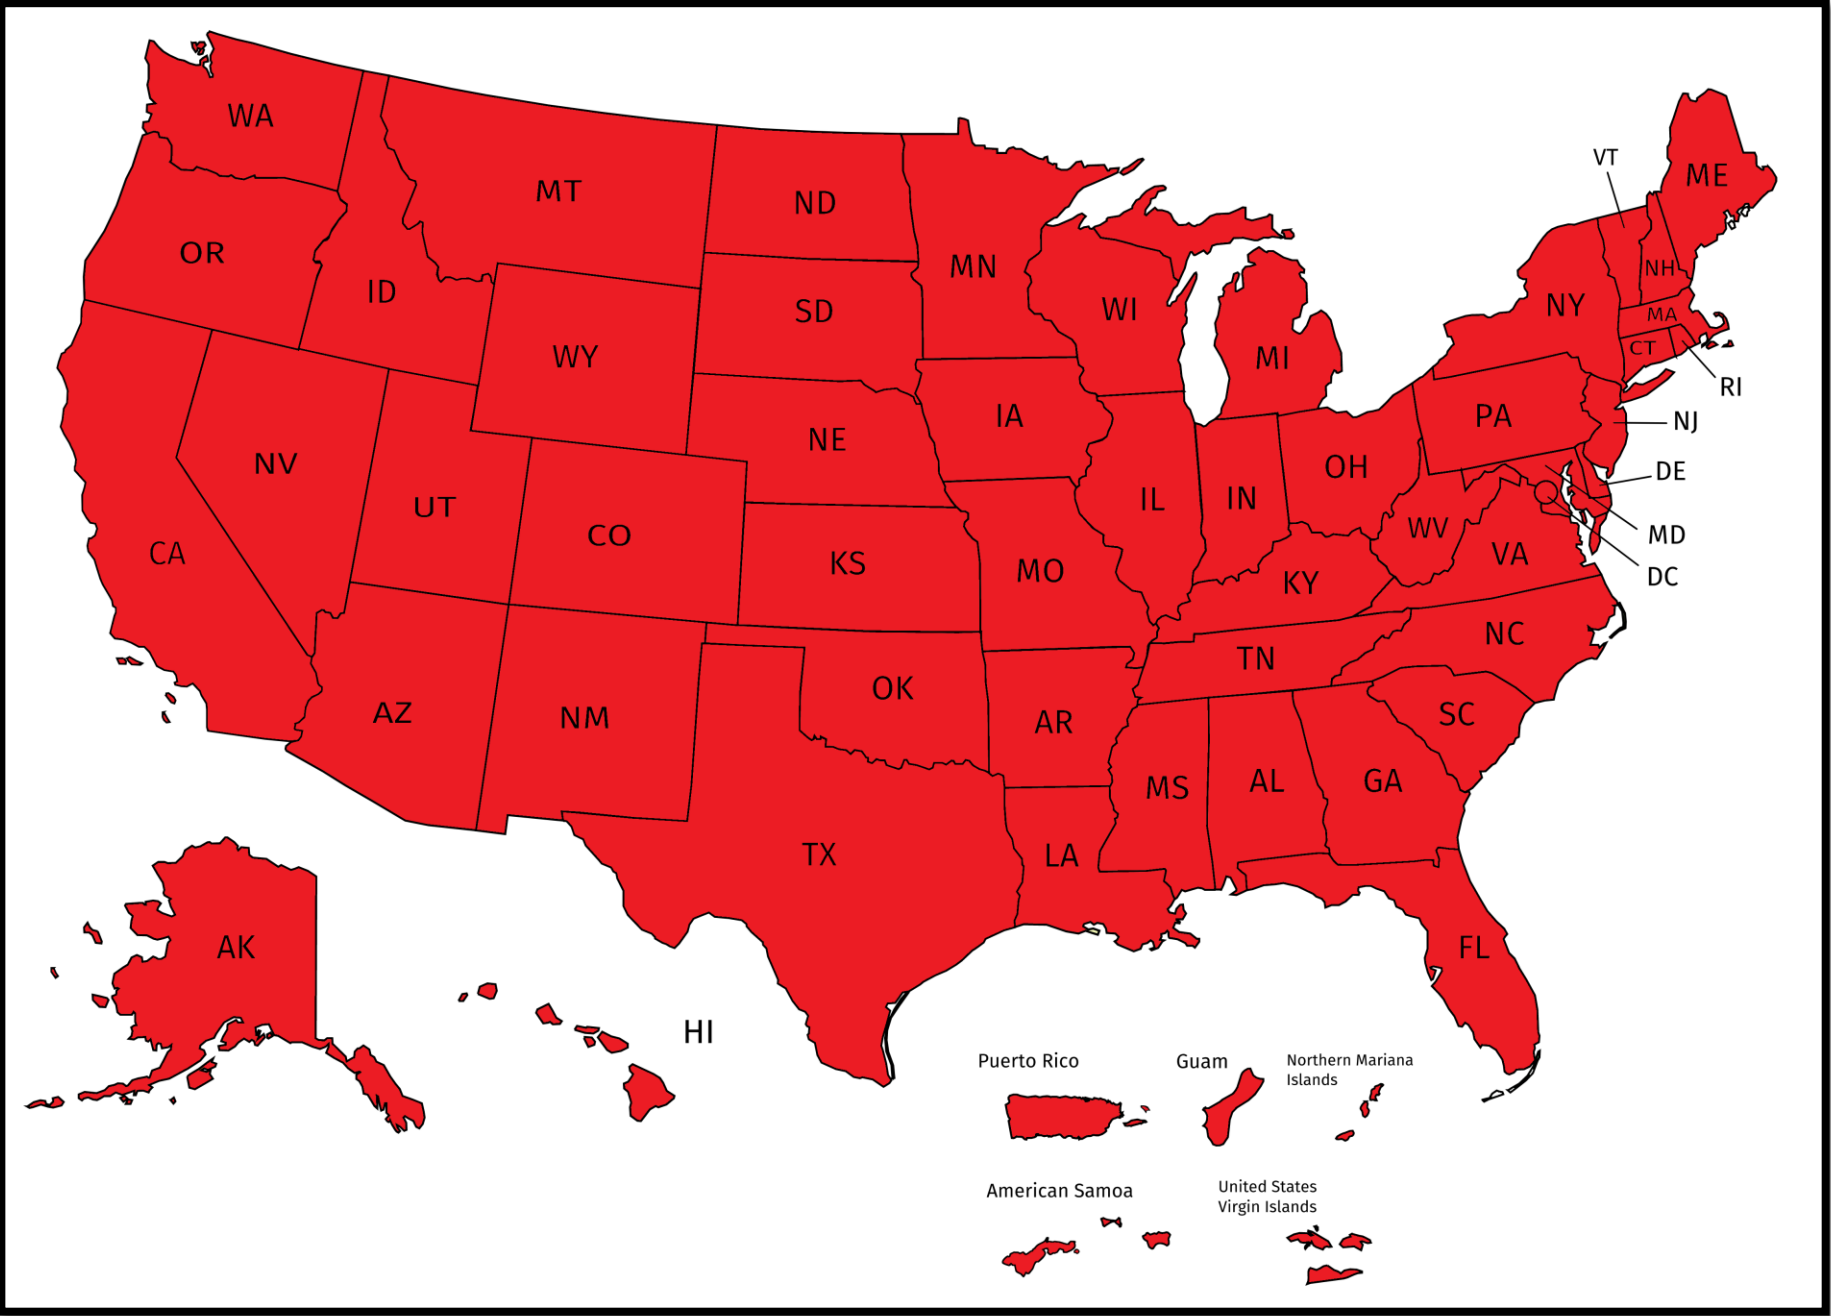 WA
MT
ND
MN
VT
ME
OR
ID
SD
WI
MI
NY
NH
MA
CT
RI
WY
NE
IA
PA
NJ
NV
UT
CO
IL
IN
OH
DE
MD
DC
CA
KS
MO
KY
WV
VA
AZ
NM
OK
AR
TN
NC
SC
TX
LA
MS
AL
GA
FL
AK
HI
Puerto Rico
Guam
Northern Mariana
Islands
American Samoa
United States
Virgin Islands